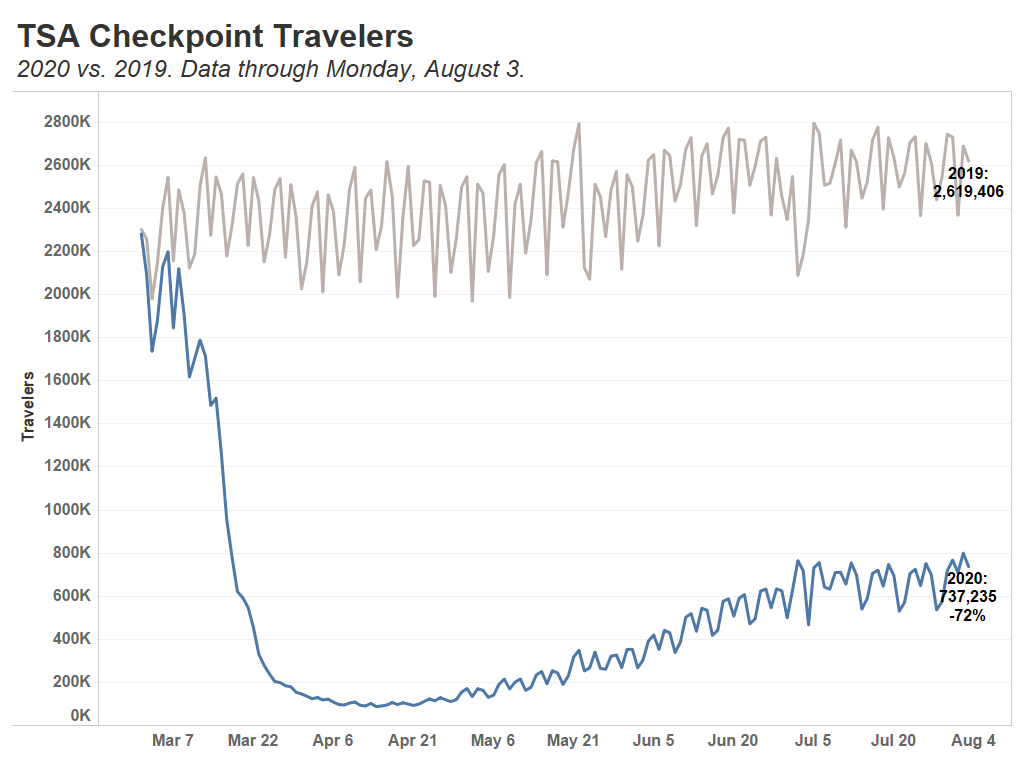 TSA Checkpoint Travelers
2020 vs. 2019. Data through Monday, August 3.
Travelers
2800K
2600K
2400K
2200K
2000K
1800K
1600K
1400K
1200K
1000K
800K
600K
400K
200K
0K
2019:
2,619,406
2020:
737,235
-72%
Mar 7 Mar 22 Apr 6 Apr 21 May 6 May 21 Jun 5 Jun 20 Jul 5 Jul 20 Aug 4